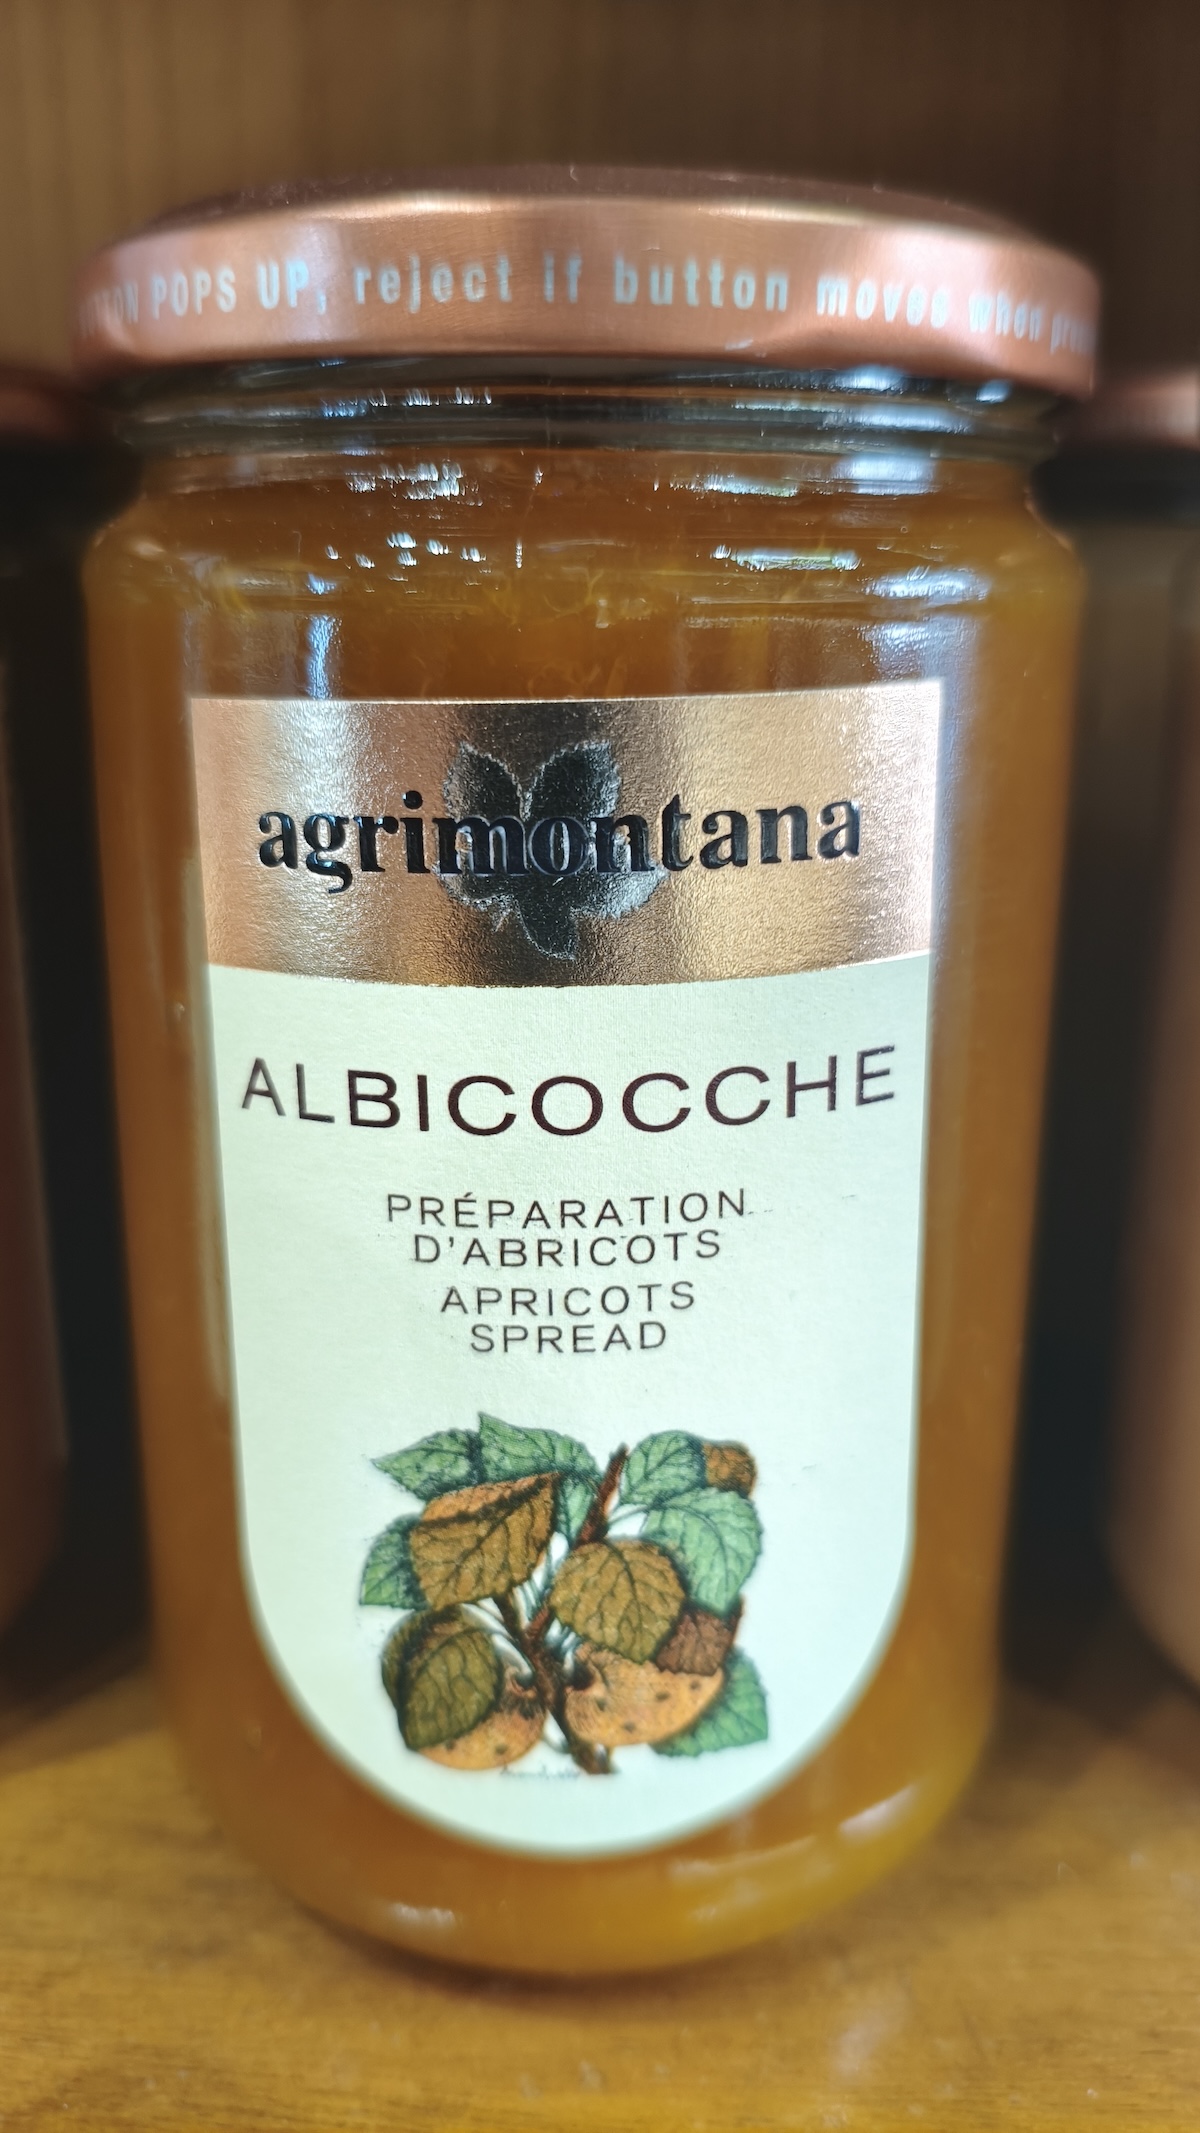 POPS UP, reject if button moves when
agrimontana
ALBICOCCHE
PRÉPARATION
D'ABRICOTS
APRICOTS
SPREAD